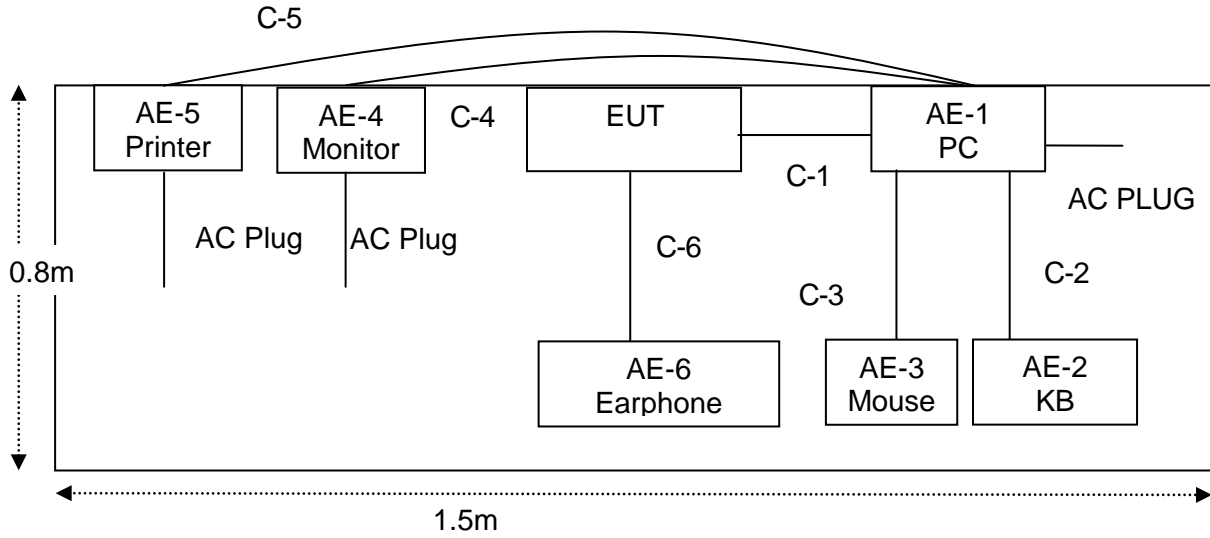 C-5
AE-5
Printer
AE-4
Monitor
C-4
EUT
AE-1
PC
C-1
AC PLUG
AC Plug
AC Plug
C-6
0.8m
C-3
C-2
AE-6
Earphone
AE-3
Mouse
AE-2
KB
1.5m